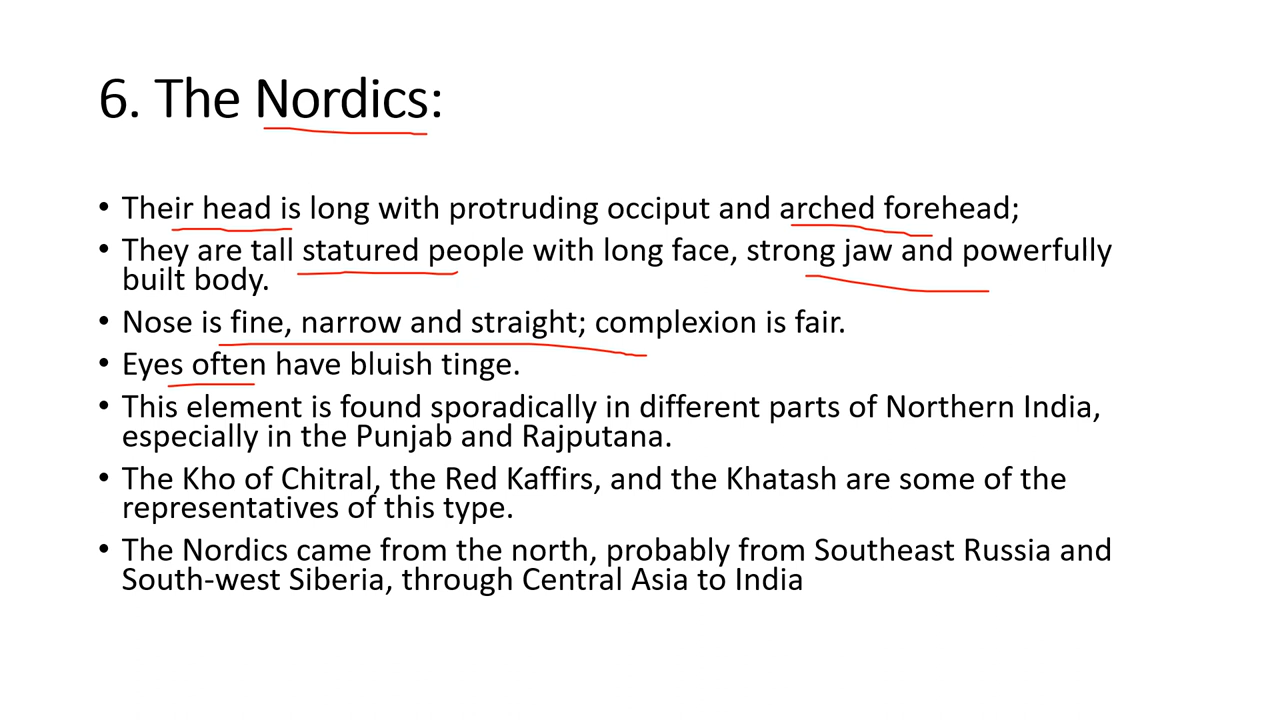 6. The Nordics:
• Their head is long with protruding occiput and arched forehead;
• They are tall statured people with long face, strong jaw and powerfully
built body.
• Nose is fine, narrow and straight; complexion is fair.
• Eyes often have bluish tinge.
• This element is found sporadically in different parts of Northern India,
especially in the Punjab and Rajputana.
• The Kho of Chitral, the Red Kaffirs, and the Khatash are some of the
representatives of this type.
• The Nordics came from the north, probably from Southeast Russia and
South-west Siberia, through Central Asia to India